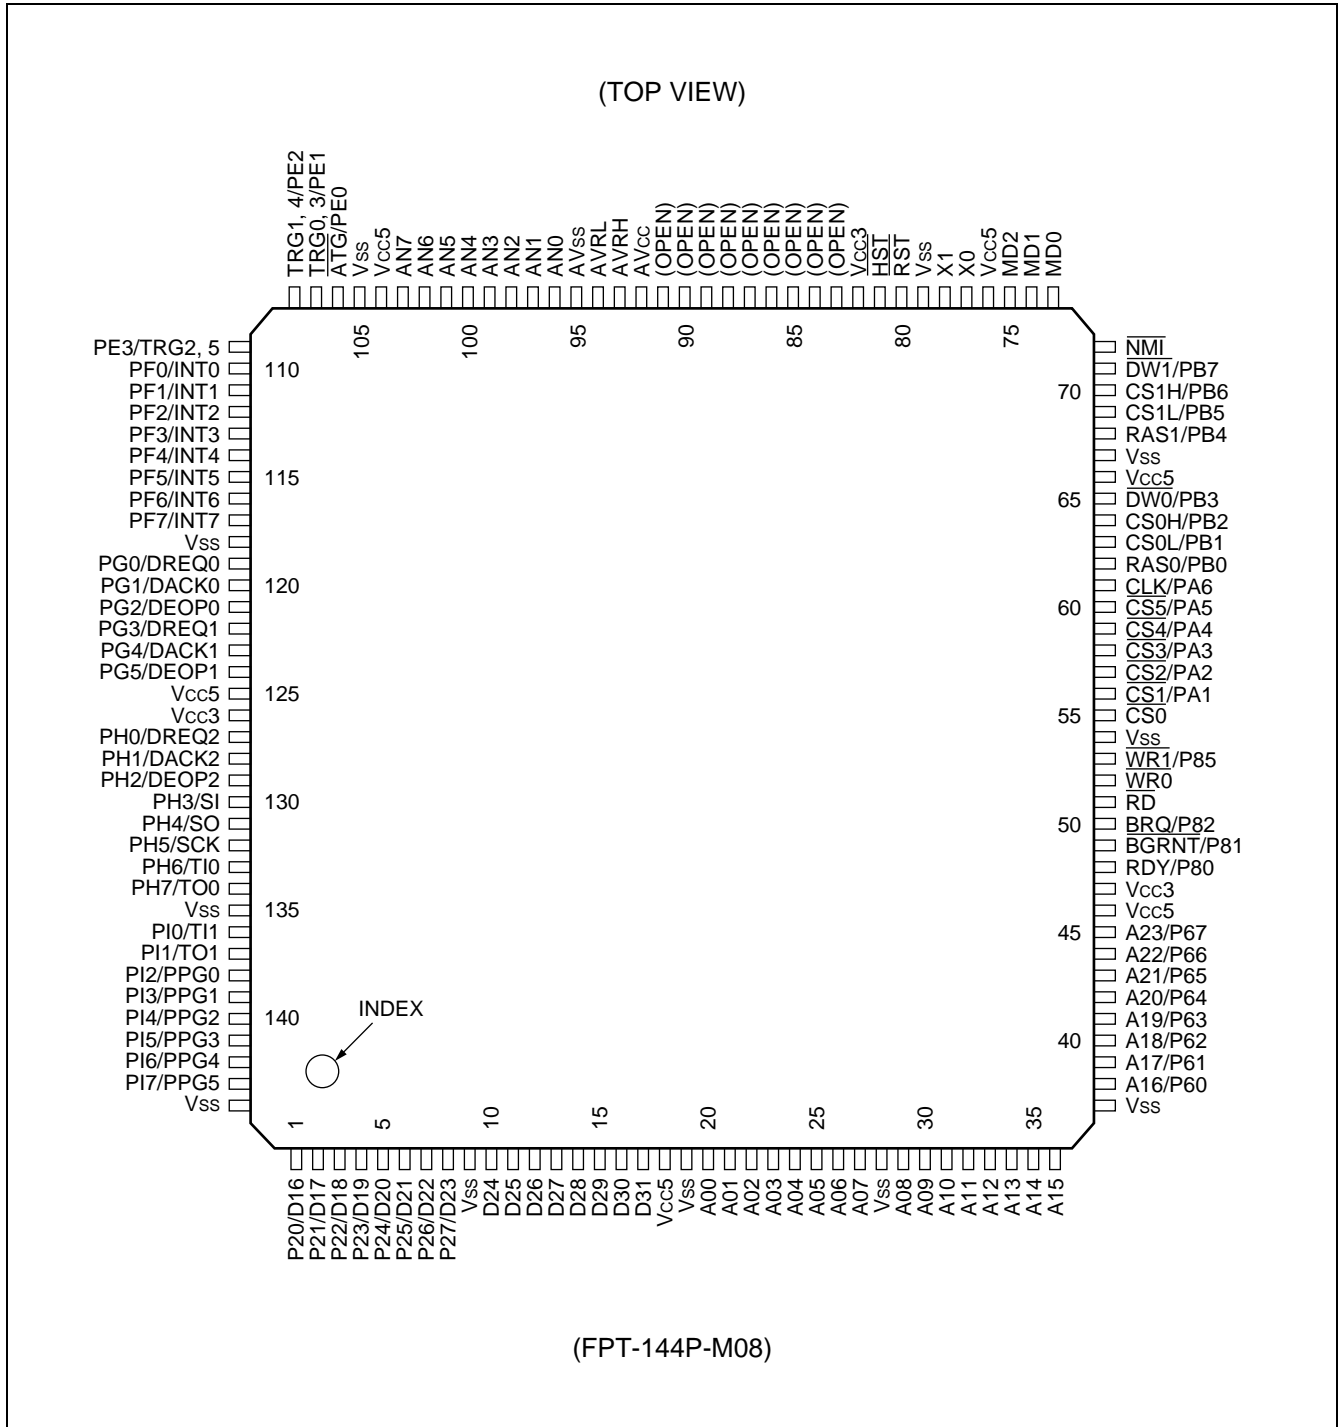 (TOP VIEW)
TRG1, 4/PE2
TRG0, 3/PE1
ATG/PE0
Vss
Vcc5
AN7
AN6
AN5
AN4
AN3
AN2
AN1
AN0
AVss
AVRL
AVRH
AVcc
(OPEN)
(OPEN)
(OPEN)
(OPEN)
(OPEN)
(OPEN)
(OPEN)
(OPEN)
(OPEN)
Vcc3
HST
RST
Vss
X1
X0
Vcc5
MD2
MD1
MD0
105
100
95
90
85
80
75
PE3/TRG2, 5
PF0/INT0
PF1/INT1
PF2/INT2
PF3/INT3
PF4/INT4
PF5/INT5
PF6/INT6
PF7/INT7
Vss
PG0/DREQ0
PG1/DACK0
PG2/DEOP0
PG3/DREQ1
PG4/DACK1
PG5/DEOP1
Vcc5
Vcc3
PH0/DREQ2
PH1/DACK2
PH2/DEOP2
PH3/SI
PH4/SO
PH5/SCK
PH6/TI0
PH7/TO0
Vss
PI0/TI1
PI1/TO1
PI2/PPG0
PI3/PPG1
PI4/PPG2
PI5/PPG3
PI6/PPG4
PI7/PPG5
Vss
110
115
120
125
130
135
140
INDEX
70
65
60
55
50
45
40
NMI
DW1/PB7
CS1H/PB6
CS1L/PB5
RAS1/PB4
Vss
Vcc5
DW0/PB3
CS0H/PB2
CS0L/PB1
RAS0/PB0
CLK/PA6
CS5/PA5
CS4/PA4
CS3/PA3
CS2/PA2
CS1/PA1
CS0
Vss
WR1/P85
WR0
RD
BRQ/P82
BGRNT/P81
RDY/P80
Vcc3
Vcc5
A23/P67
A22/P66
A21/P65
A20/P64
A19/P63
A18/P62
A17/P61
A16/P60
Vss
1
5
10
15
20
25
30
35
P20/D16
P21/D17
P22/D18
P23/D19
P24/D20
P25/D21
P26/D22
P27/D23
Vss
D24
D25
D26
D27
D28
D29
D30
D31
Vcc5
Vss
A00
A01
A02
A03
A04
A05
A06
A07
Vss
A08
A09
A10
A11
A12
A13
A14
A15
(FPT-144P-M08)